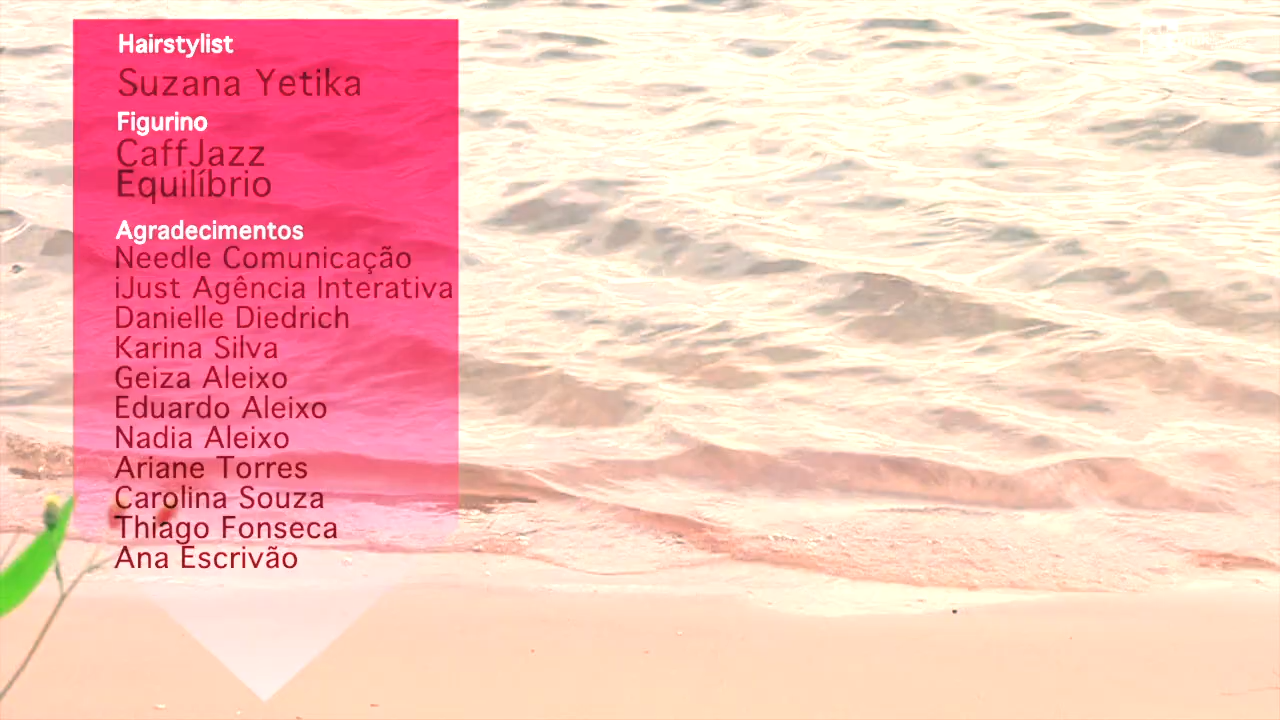 Hairstylist
Suzana Yetika
Figurino
CaffJazz
Equilíbrio
Agradecimentos
Needle Comunicação
iJust Agência Interativa
Danielle Diedrich
Karina Silva
Geiza Aleixo
Eduardo Aleixo
Nadia Aleixo
Ariane Torres
Carolina Souza
Thiago Fonseca
Ana Escrivão